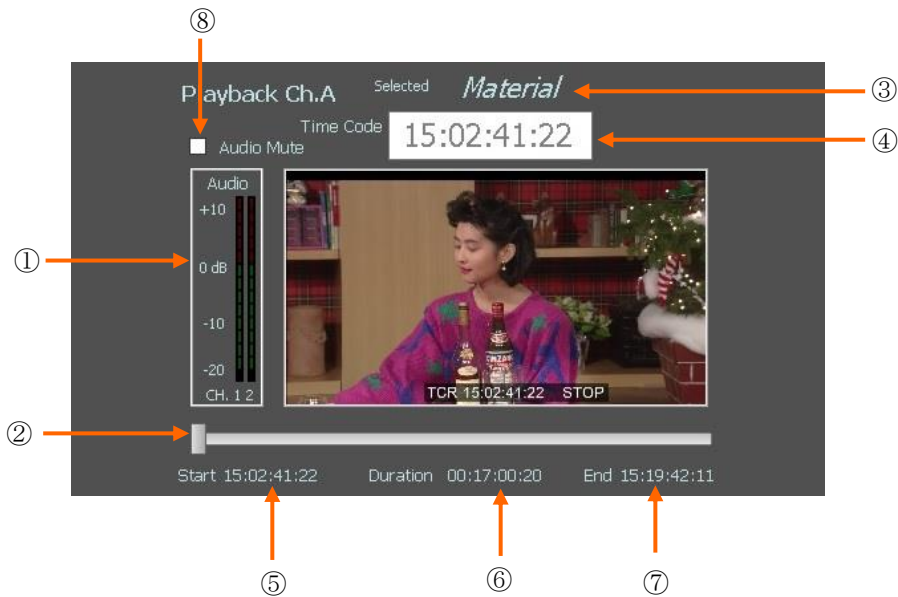 ⑧
Playback Ch.A Selected Material ③
Time Code 15:02:41:22 ④
Audio Mute
Audio
+10
① 0 dB
-10
-20
CH. 1 2
TCR 15:02:41:22 STOP
②
Start 15:02:41:22 Duration 00:17:00:20 End 15:19:42:11
⑤ ⑥ ⑦